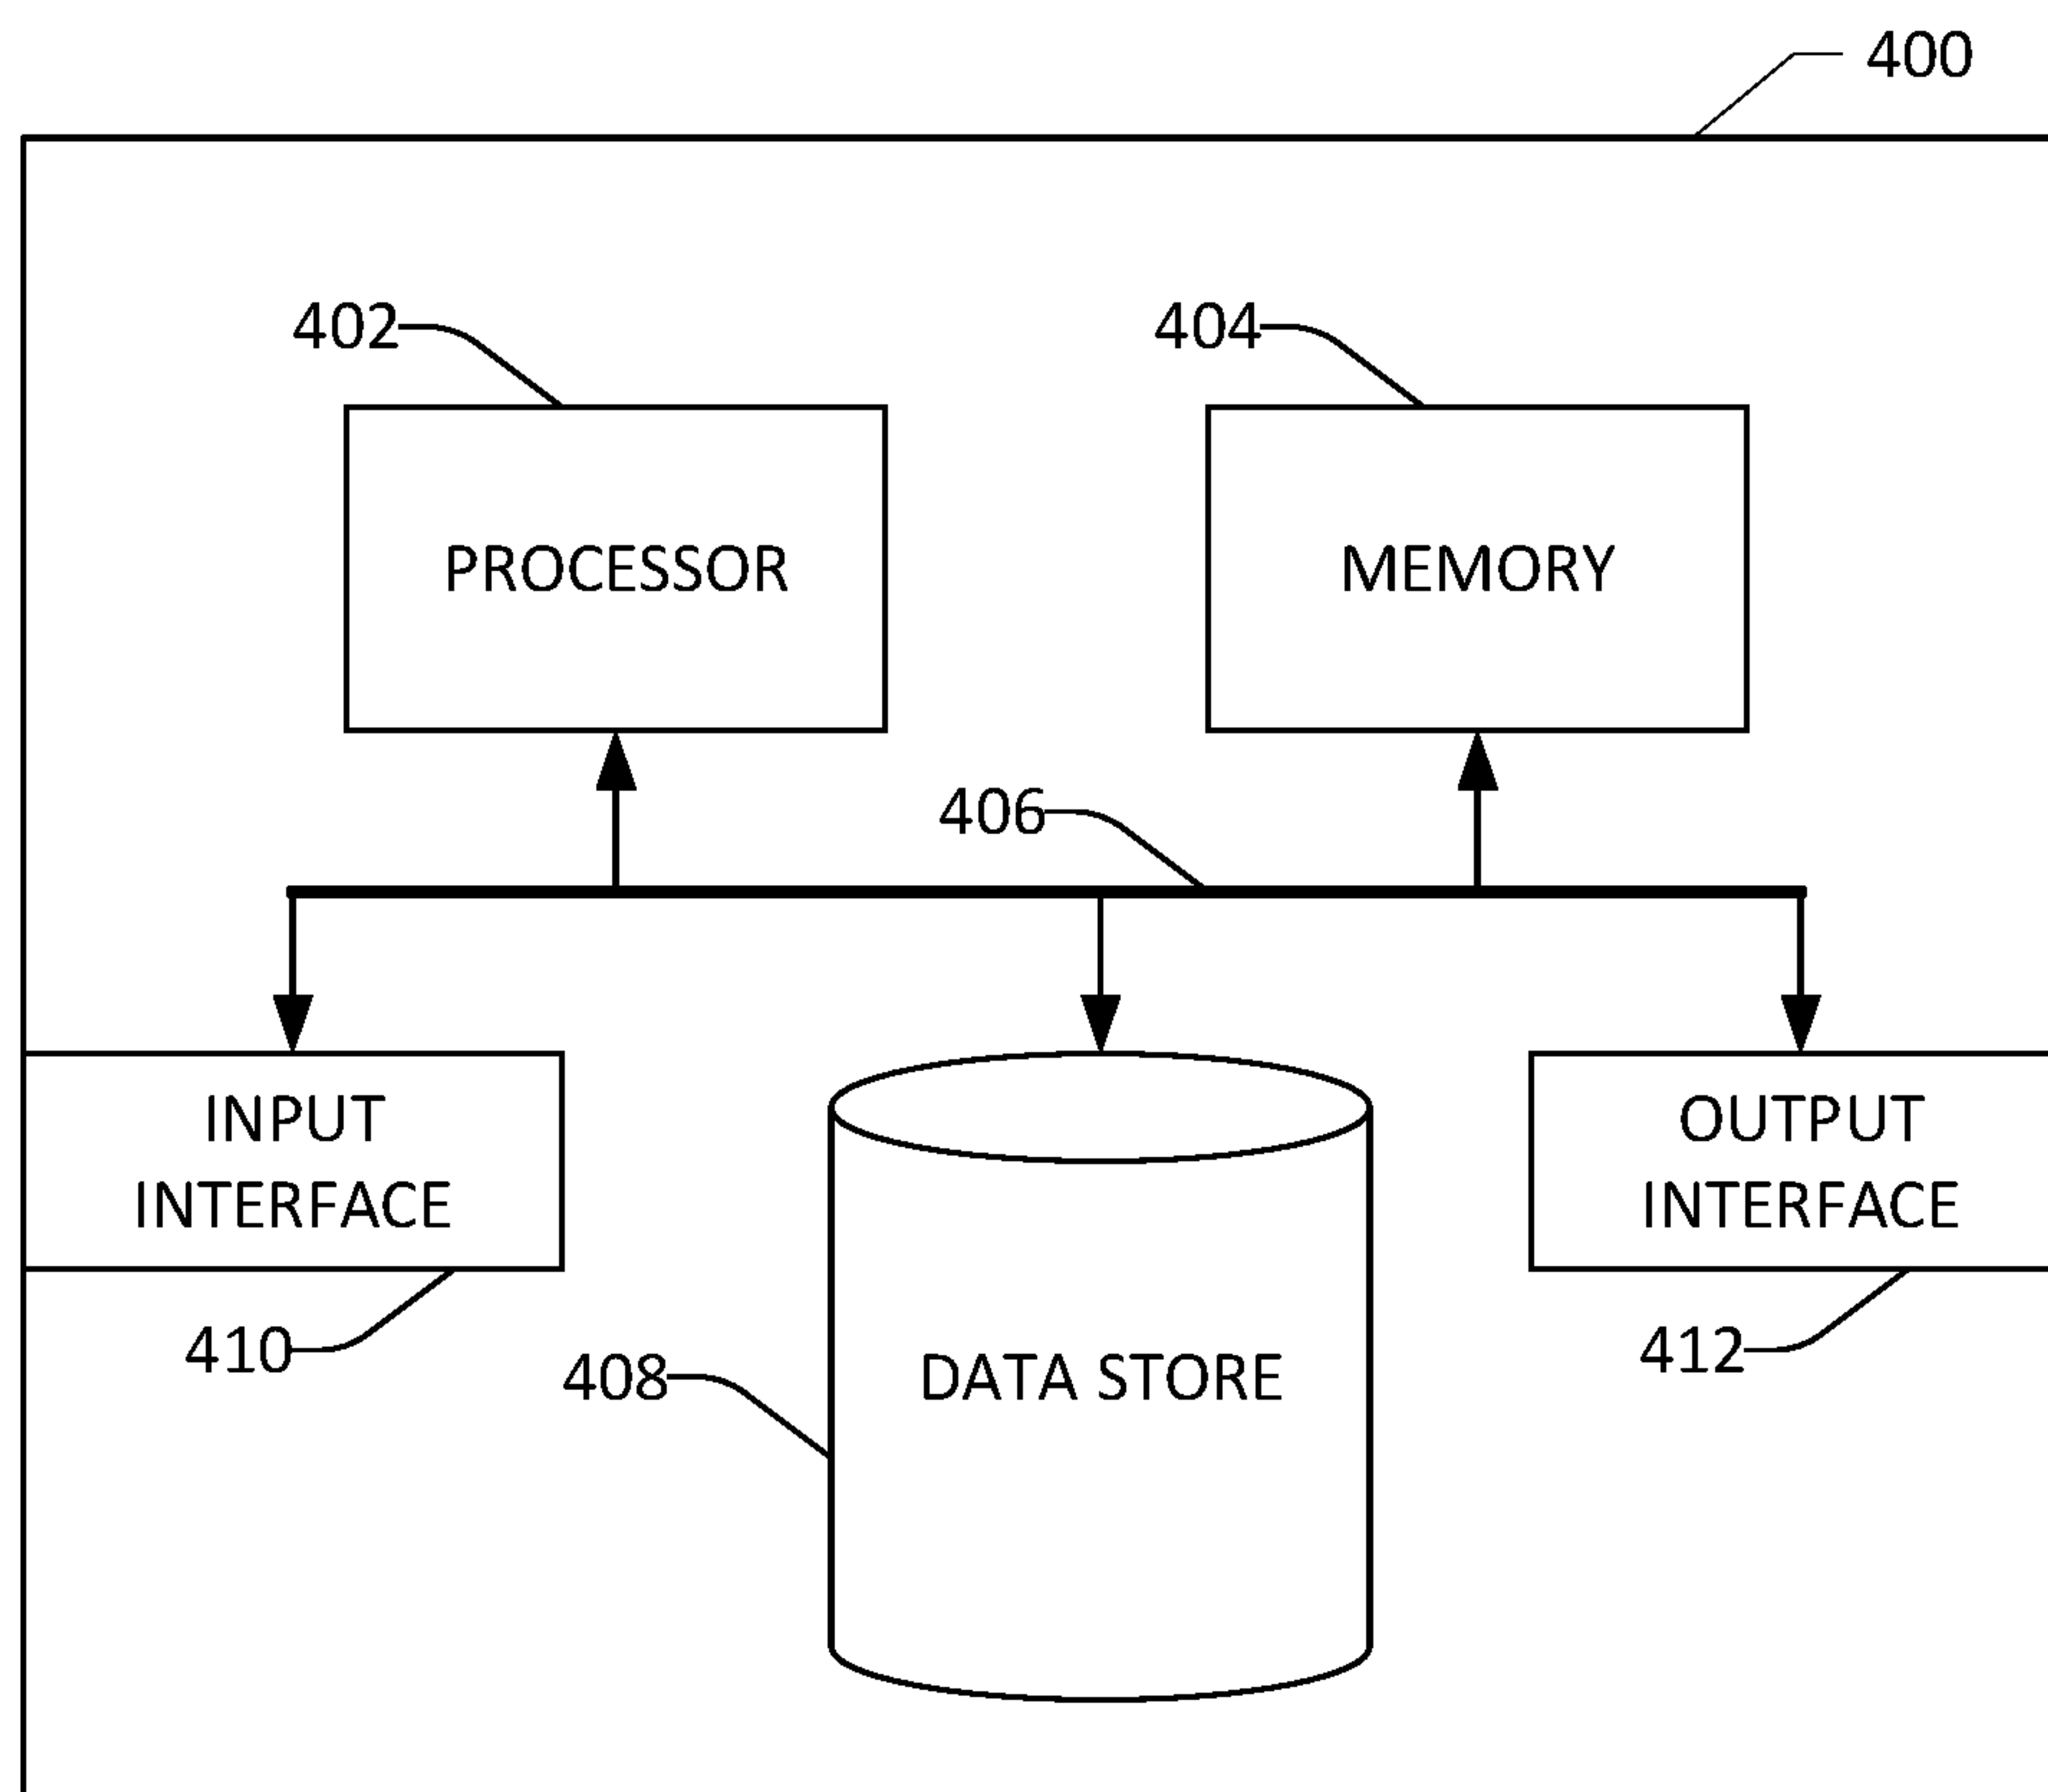 400
402
404
PROCESSOR
MEMORY
406
INPUT
INTERFACE
OUTPUT
INTERFACE
410
408
DATA STORE
412